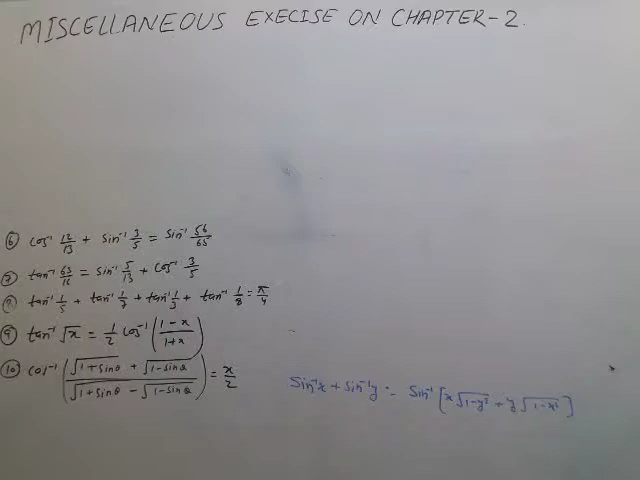 MISCELLANEOUS EXECISE ON CHAPTER-2.
⑥ cos⁻¹ 12/13 + sin⁻¹ 3/5 = sin⁻¹ 56/65
⑦ tan⁻¹ 63/16 = sin⁻¹ 5/13 + cos⁻¹ 3/5
⑧ tan⁻¹ 1/5 + tan⁻¹ 1/7 + tan⁻¹ 1/3 + tan⁻¹ 1/8 = π/4
⑨ tan⁻¹ √x = 1/2 cos⁻¹ (1-x/1+x)
⑩ cot⁻¹ (√1+sinθ + √1-sinx / √1+sinθ - √1-sinθ) = x/2
sin⁻¹x + sin⁻¹y = sin⁻¹ [x√1-y² + y√1-x²]